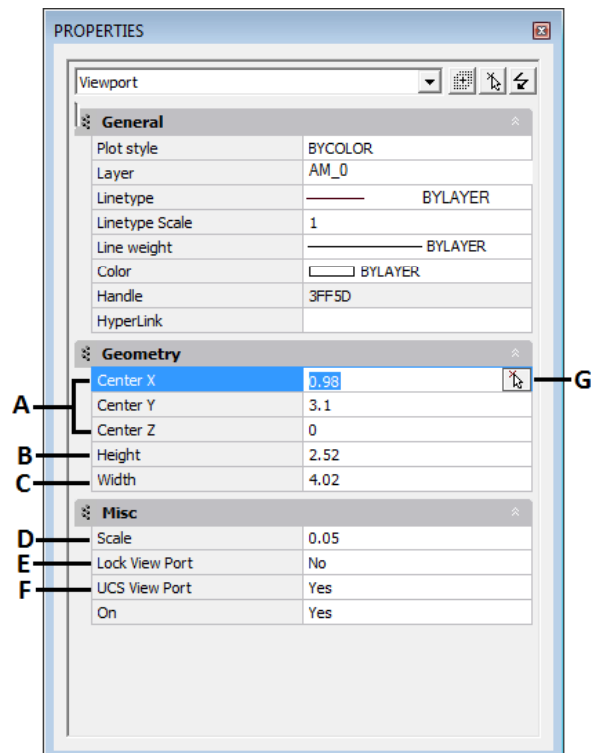 PROPERTIES
Viewport
General
Plot style BYCOLOR
Layer AM_0
Linetype BYLAYER
Linetype Scale 1
Line weight BYLAYER
Color BYLAYER
Handle 3FF5D
HyperLink
Geometry
Center X 0.98 G
A Center Y 3.1
Center Z 0
B Height 2.52
C Width 4.02
Misc
D Scale 0.05
E Lock View Port No
F UCS View Port Yes
On Yes